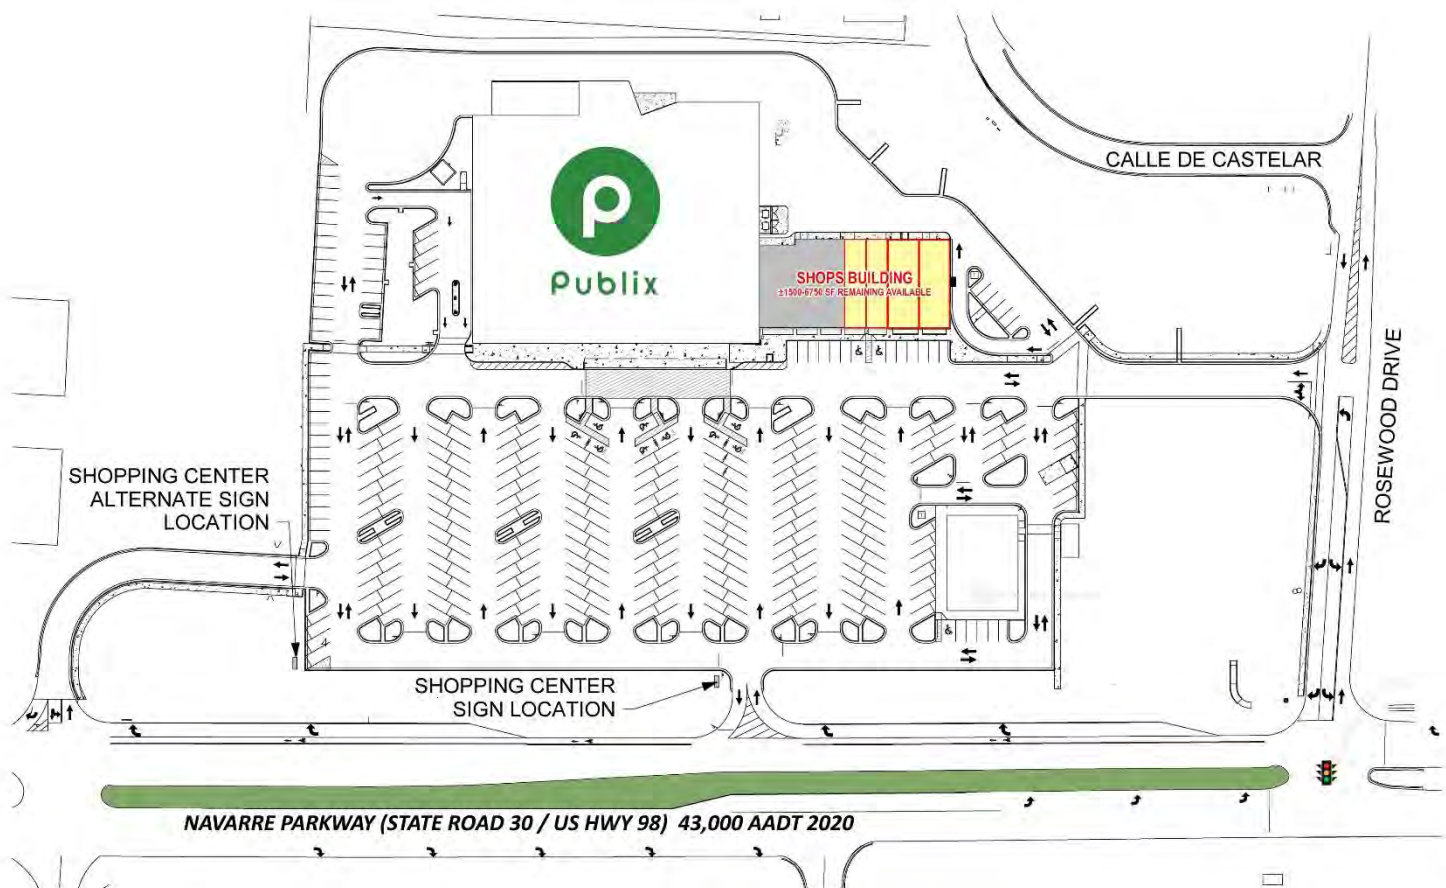 CALLE DE CASTELAR
Publix
SHOPS BUILDING
±1500-6750 SF REMAINING AVAILABLE
ROSEWOOD DRIVE
SHOPPING CENTER
ALTERNATE SIGN
LOCATION
SHOPPING CENTER
SIGN LOCATION
NAVARRE PARKWAY (STATE ROAD 30 / US HWY 98) 43,000 AADT 2020